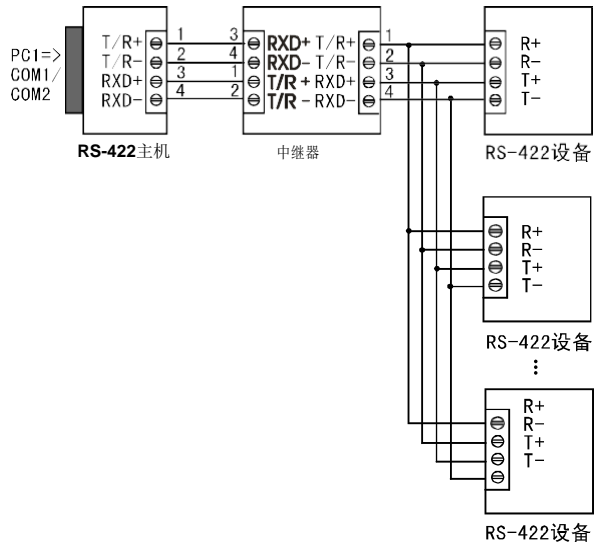 PC1=>
COM1/
COM2
T/R+ 1 3 RXD+ T/R+ 1 R+
T/R- 2 4 RXD- T/R- 2 R-
RXD+ 3 1 T/R+ RXD+ 3 T+
RXD- 4 2 T/R- RXD- 4 T-
RS-422主机 中继器 RS-422设备
R+
R-
T+
T-
RS-422设备
⋮
R+
R-
T+
T-
RS-422设备